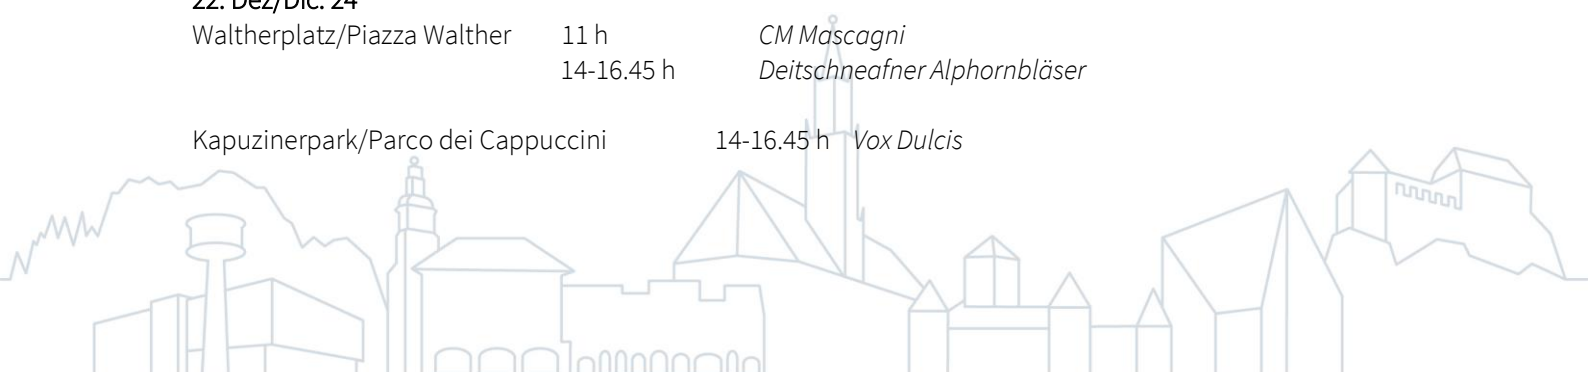 22. Dez/Dic. 24
Waltherplatz/Piazza Walther 11 h CM Mascagni
14-16.45 h Deitschneafner Alphornbläser
Kapuzinerpark/Parco dei Cappuccini 14-16.45 h Vox Dulcis